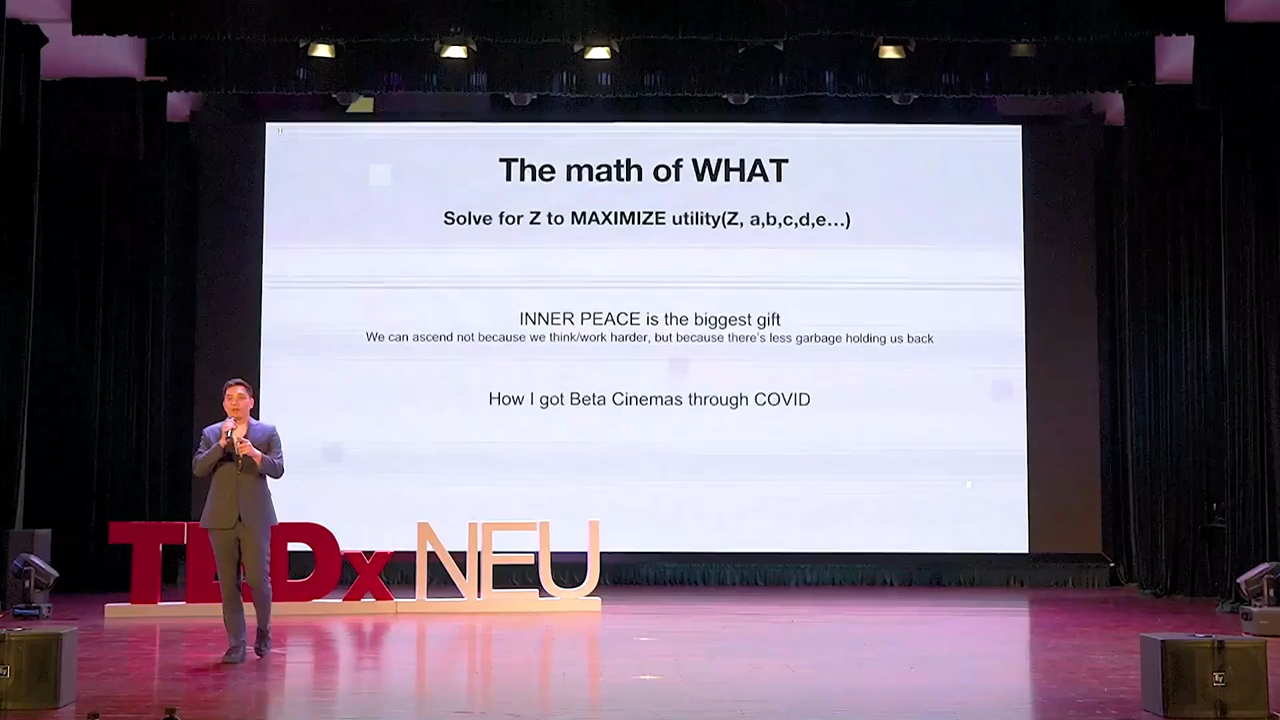 The math of WHAT
Solve for Z to MAXIMIZE utility(Z, a,b,c,d,e...)
INNER PEACE is the biggest gift
We can ascend not because we think/work harder, but because there's less garbage holding us back
How I got Beta Cinemas through COVID
TEDx NEU